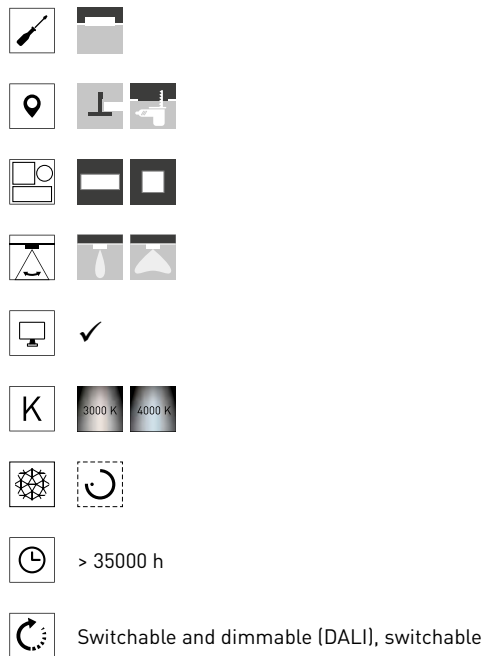 K
3000 K
4000 K
> 35000 h
Switchable and dimmable (DALI), switchable